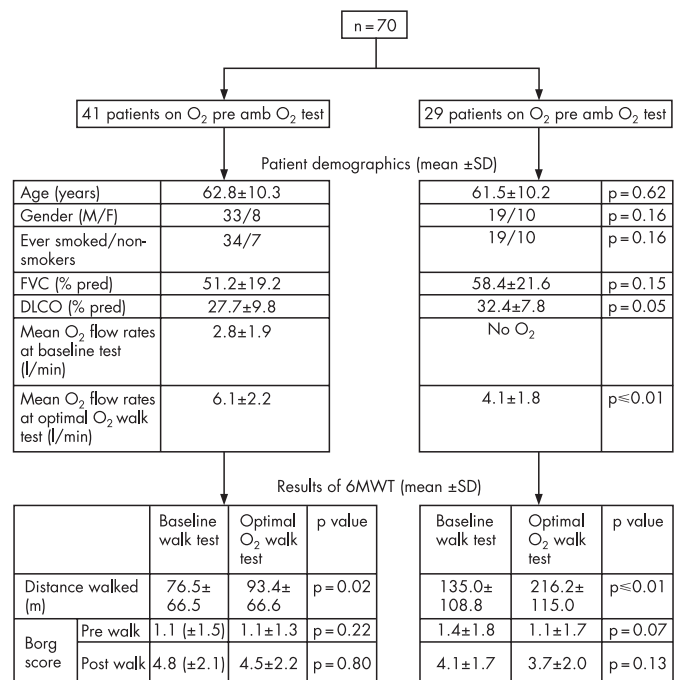 n=70
41 patients on O₂ pre amb O₂ test
29 patients on O₂ pre amb O₂ test
Patient demographics (mean ±SD)
Age (years) 62.8±10.3 61.5±10.2 p=0.62
Gender (M/F) 33/8 19/10 p=0.16
Ever smoked/non-
smokers 34/7 19/10 p=0.16
FVC (% pred) 51.2±19.2 58.4±21.6 p=0.15
DLCO (% pred) 27.7±9.8 32.4±7.8 p=0.05
Mean O₂ flow rates
at baseline test
(l/min) 2.8±1.9 No O₂
Mean O₂ flow rates
at optimal O₂ walk
test (l/min) 6.1±2.2 4.1±1.8 p≤0.01
Results of 6MWT (mean ±SD)
Baseline
walk test
Optimal
O₂ walk
test
p value
Baseline
walk test
Optimal
O₂ walk
test
p value
Distance walked
(m)
76.5±
66.5
93.4±
66.6
p=0.02
135.0±
108.8
216.2±
115.0
p≤0.01
Borg
score
Pre walk 1.1 (±1.5) 1.1±1.3 p=0.22 1.4±1.8 1.1±1.7 p=0.07
Post walk 4.8 (±2.1) 4.5±2.2 p=0.80 4.1±1.7 3.7±2.0 p=0.13